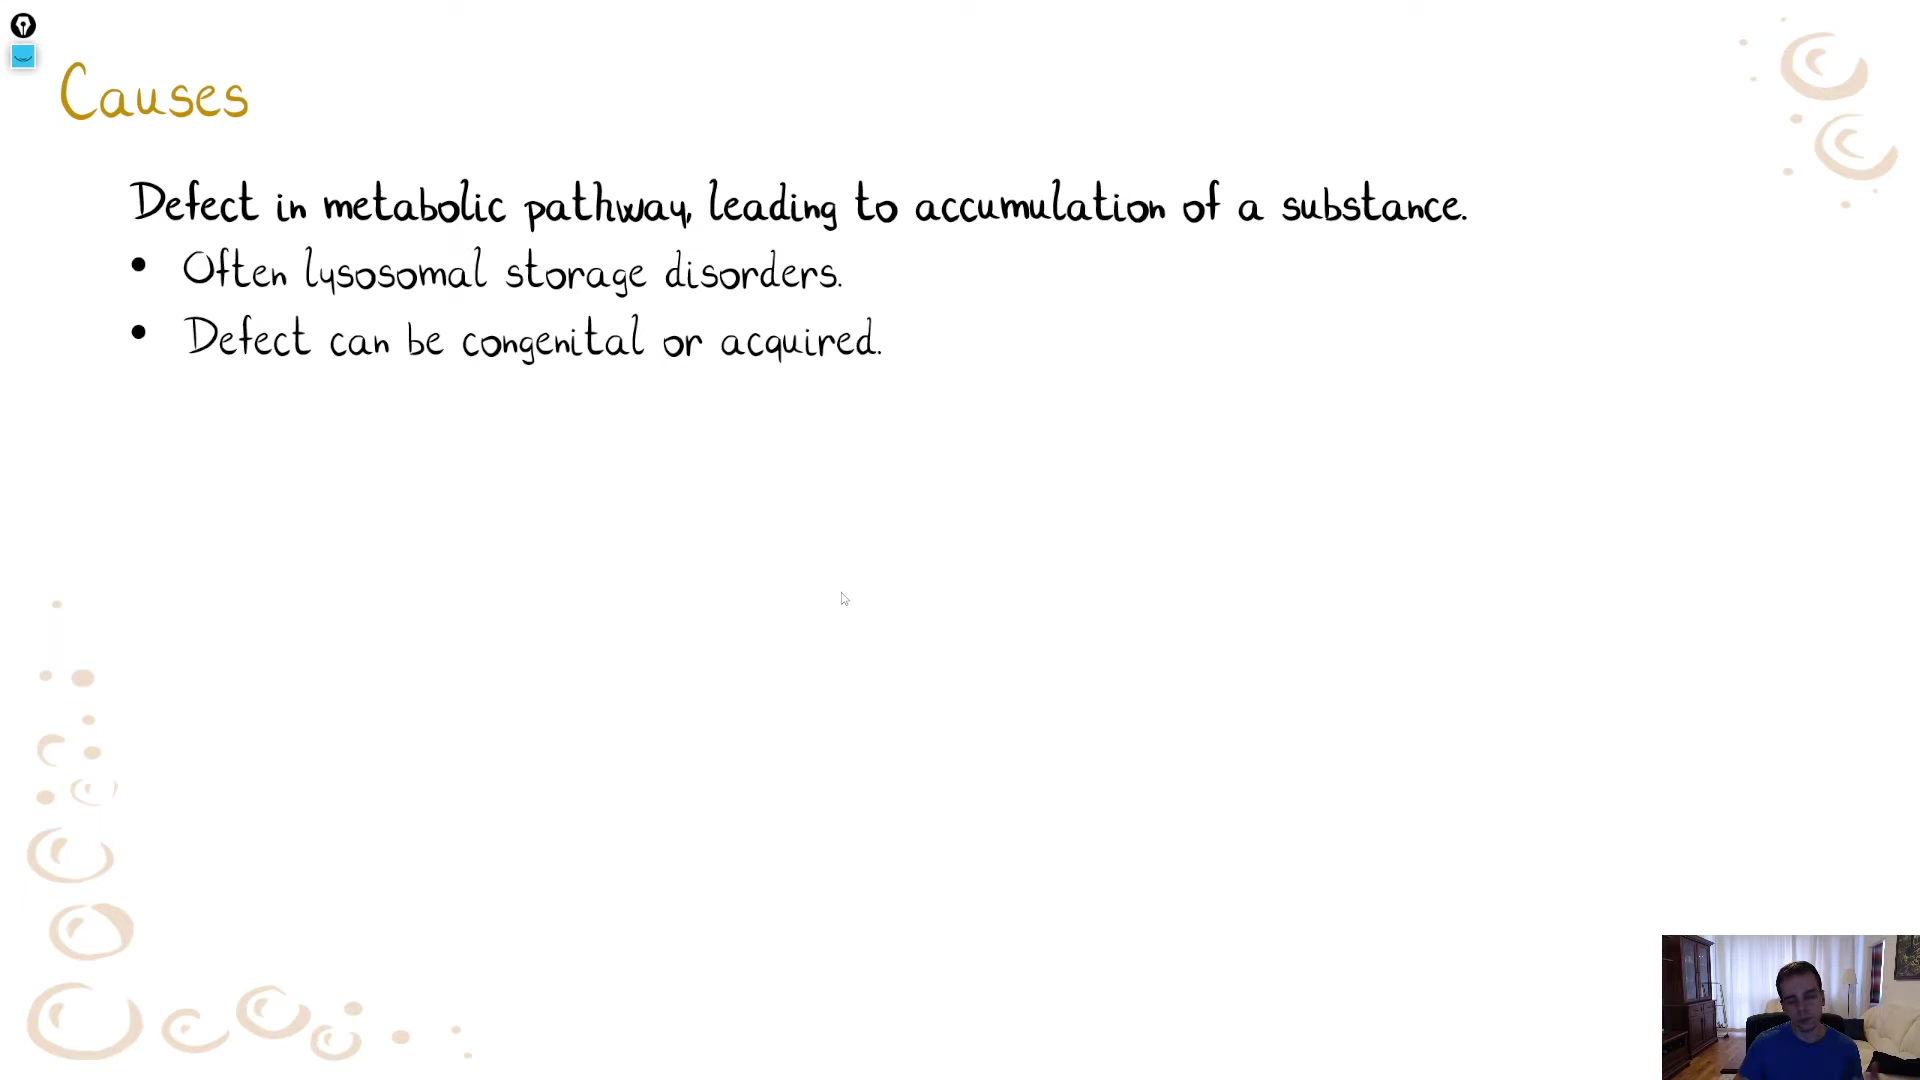 Causes
Defect in metabolic pathway, leading to accumulation of a substance.
• Often lysosomal storage disorders.
• Defect can be congenital or acquired.